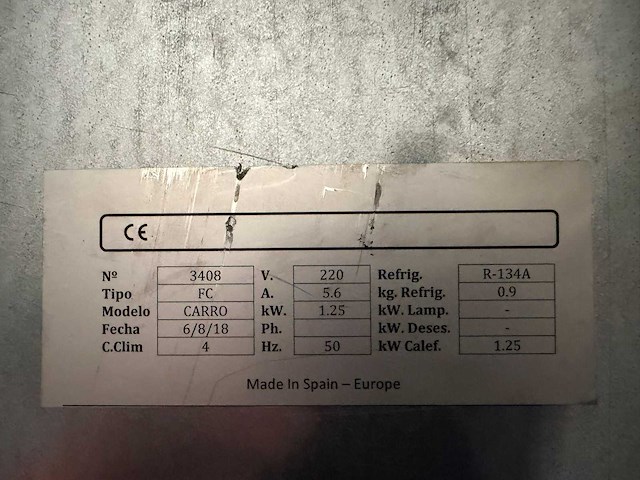 CE
Nº 3408 V. 220 Refrig. R-134A
Tipo FC A. 5.6 kg. Refrig. 0.9
Modelo CARRO kW. 1.25 kW. Lamp. -
Fecha 6/8/18 Ph. kW. Deses. -
C.Clim 4 Hz. 50 kW Calef. 1.25
Made In Spain – Europe